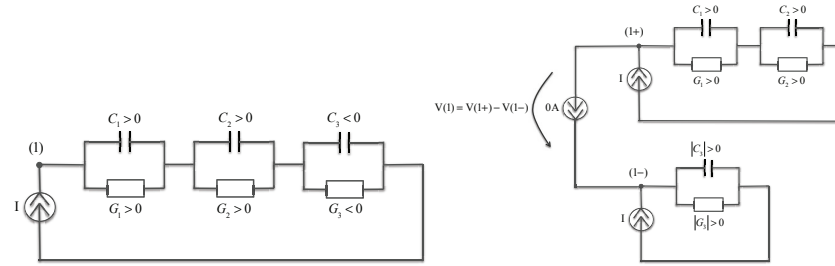 C₁>0
C₂>0
C₃<0
(1)
I
G₁>0
G₂>0
G₃<0
C₁>0
C₂>0
(1+)
I
G₁>0
G₂>0
V(1)=V(1+)−V(1−)
0A
|C₃|>0
(1−)
I
|G₃|>0